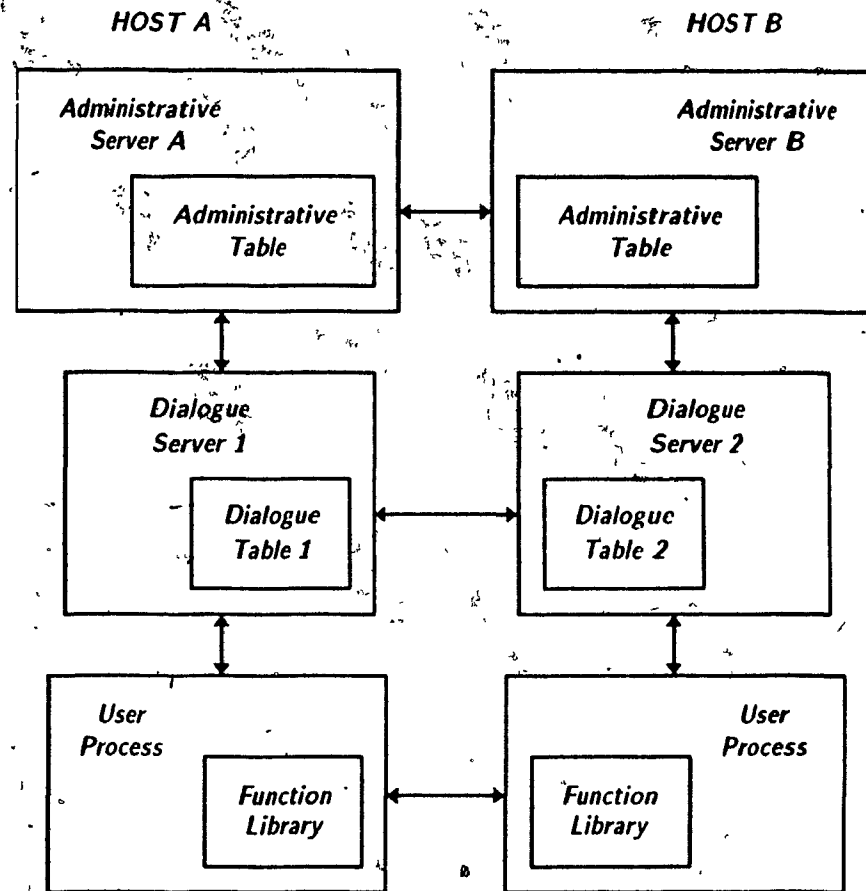 HOST A
HOST B
Administrative
Server A
Administrative
Table
Administrative
Server B
Administrative
Table
Dialogue
Server 1
Dialogue
Table 1
Dialogue
Server 2
Dialogue
Table 2
User
Process
Function
Library
User
Process
Function
Library